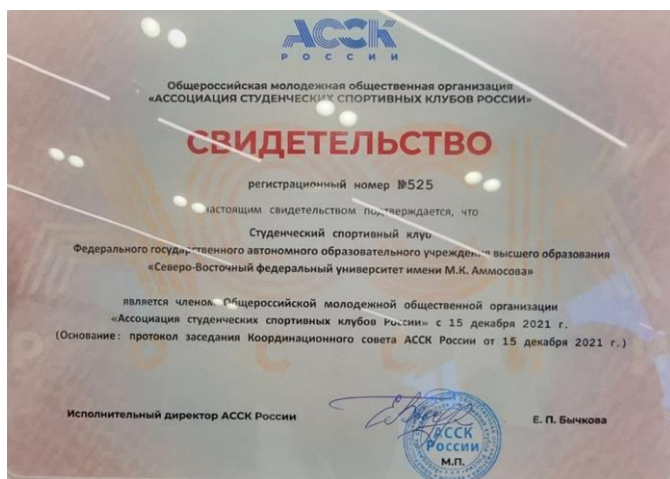 АССК
РОССИИ
Общероссийская молодежная общественная организация
«АССОЦИАЦИЯ СТУДЕНЧЕСКИХ СПОРТИВНЫХ КЛУБОВ РОССИИ»
СВИДЕТЕЛЬСТВО
регистрационный номер №525
настоящим свидетельством подтверждается, что
Студенческий спортивный клуб
Федерального государственного автономного образовательного учреждения высшего образования
«Северо-Восточный федеральный университет имени М.К. Аммосова»
является членом Общероссийской молодежной общественной организации
«Ассоциация студенческих спортивных клубов России» с 15 декабря 2021 г.
(Основание: протокол заседания Координационного совета АССК России от 15 декабря 2021 г.)
Исполнительный директор АССК России
Е. П. Бычкова
АССК
России
М.П.